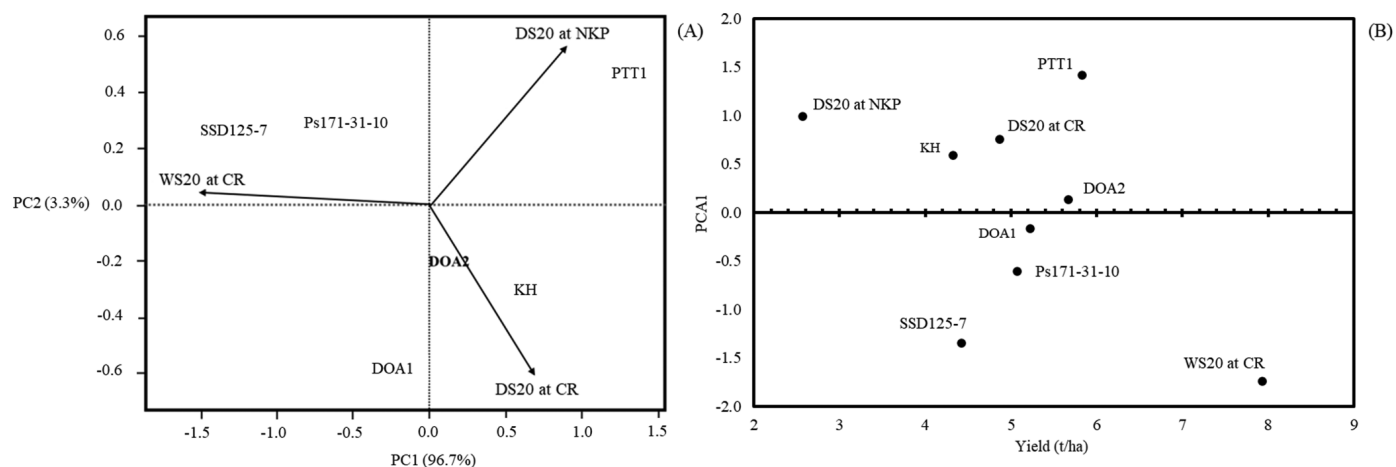 (A)
0.6
0.4
0.2
0.0
-0.2
-0.4
-0.6
PC2 (3.3%)
DS20 at NKP
PTT1
Ps171-31-10
SSD125-7
WS20 at CR
DOA2
KH
DOA1
DS20 at CR
-1.5
-1.0
-0.5
0.0
0.5
1.0
1.5
PC1 (96.7%)
(B)
2.0
1.5
1.0
0.5
0.0
-0.5
-1.0
-1.5
-2.0
PCA1
PTT1
DS20 at NKP
DS20 at CR
KH
DOA2
DOA1
Ps171-31-10
SSD125-7
WS20 at CR
2
3
4
5
6
7
8
9
Yield (t/ha)